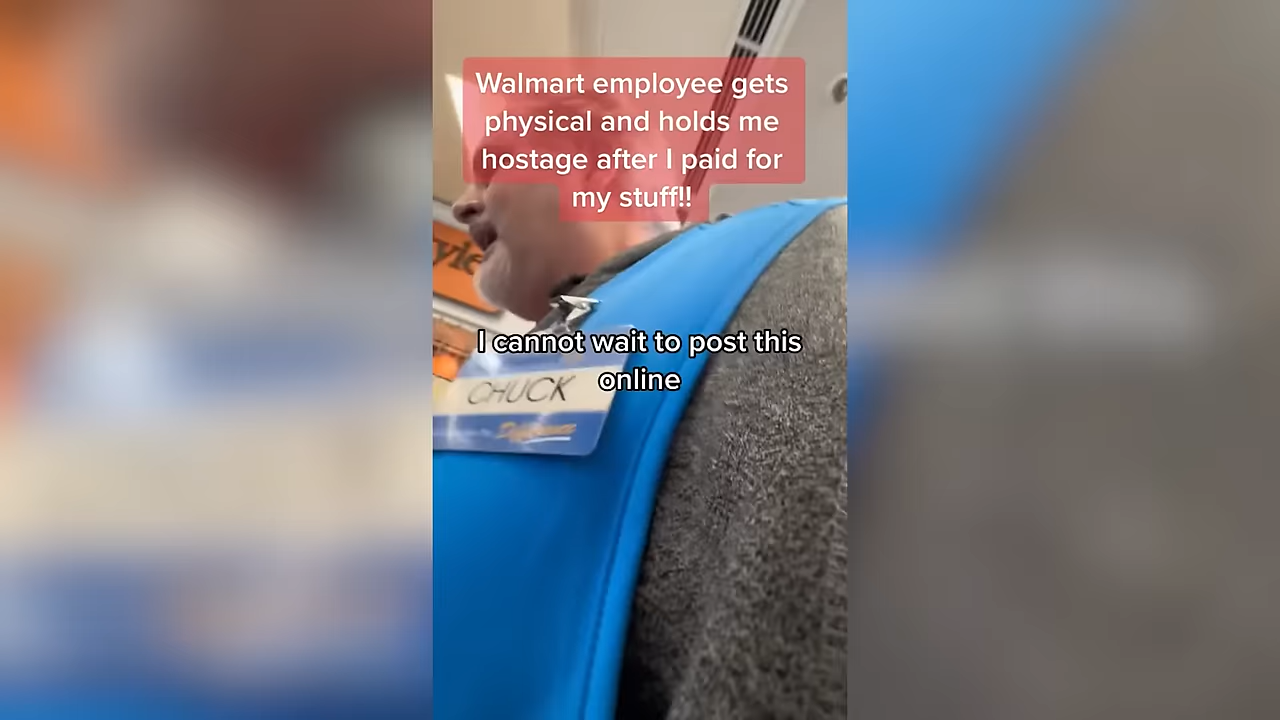 Walmart employee gets
physical and holds me
hostage after I paid for
my stuff!!
I cannot wait to post this
online
CHUCK